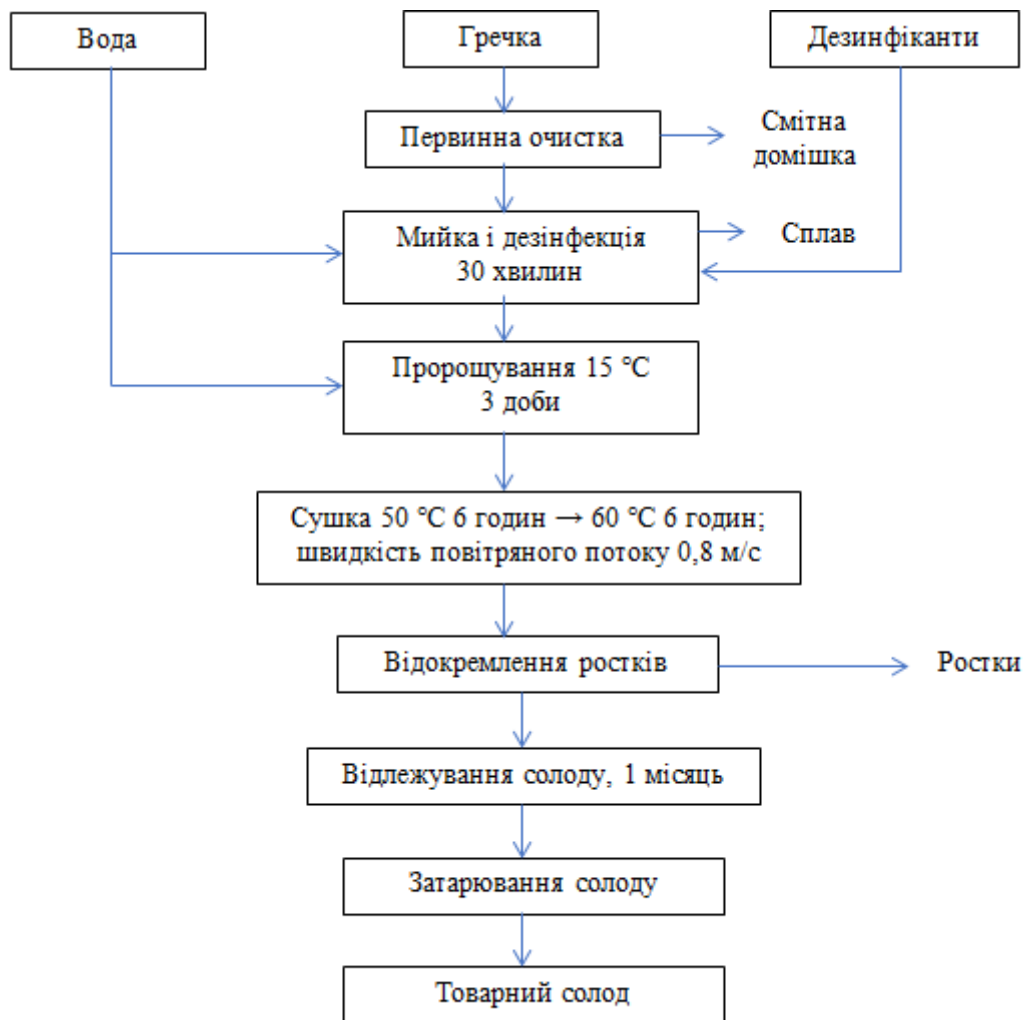 Вода
Гречка
Дезинфіканти
Первинна очистка
Смітна
домішка
Мийка і дезінфекція
30 хвилин
Сплав
Пророщування 15 °С
3 доби
Сушка 50 °С 6 годин → 60 °С 6 годин;
швидкість повітряного потоку 0,8 м/с
Відокремлення ростків
Ростки
Відлежування солоду, 1 місяць
Затарювання солоду
Товарний солод